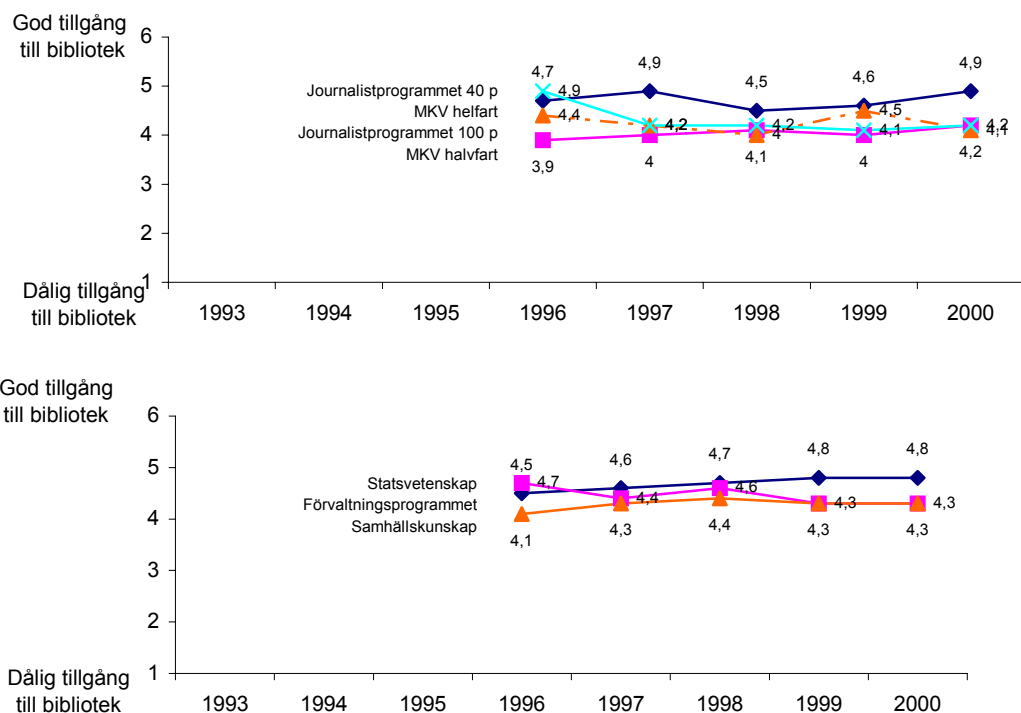 God tillgång
till bibliotek
6
5
4
3
2
1
Journalistprogrammet 40 p
MKV helfart
Journalistprogrammet 100 p
MKV halvfart
4,7 4,9 4,5 4,6 4,9
4,9 4,2 4,2 4,1 4,2
4,4 4,2 4 4,5 4,1
3,9 4 4,1 4 4,2
Dålig tillgång
till bibliotek
1993 1994 1995 1996 1997 1998 1999 2000
God tillgång
till bibliotek
6
5
4
3
2
1
Statsvetenskap
Förvaltningsprogrammet
Samhällskunskap
4,5 4,6 4,7 4,8 4,8
4,7 4,4 4,6 4,3 4,3
4,1 4,3 4,4 4,3 4,3
Dålig tillgång
till bibliotek
1993 1994 1995 1996 1997 1998 1999 2000